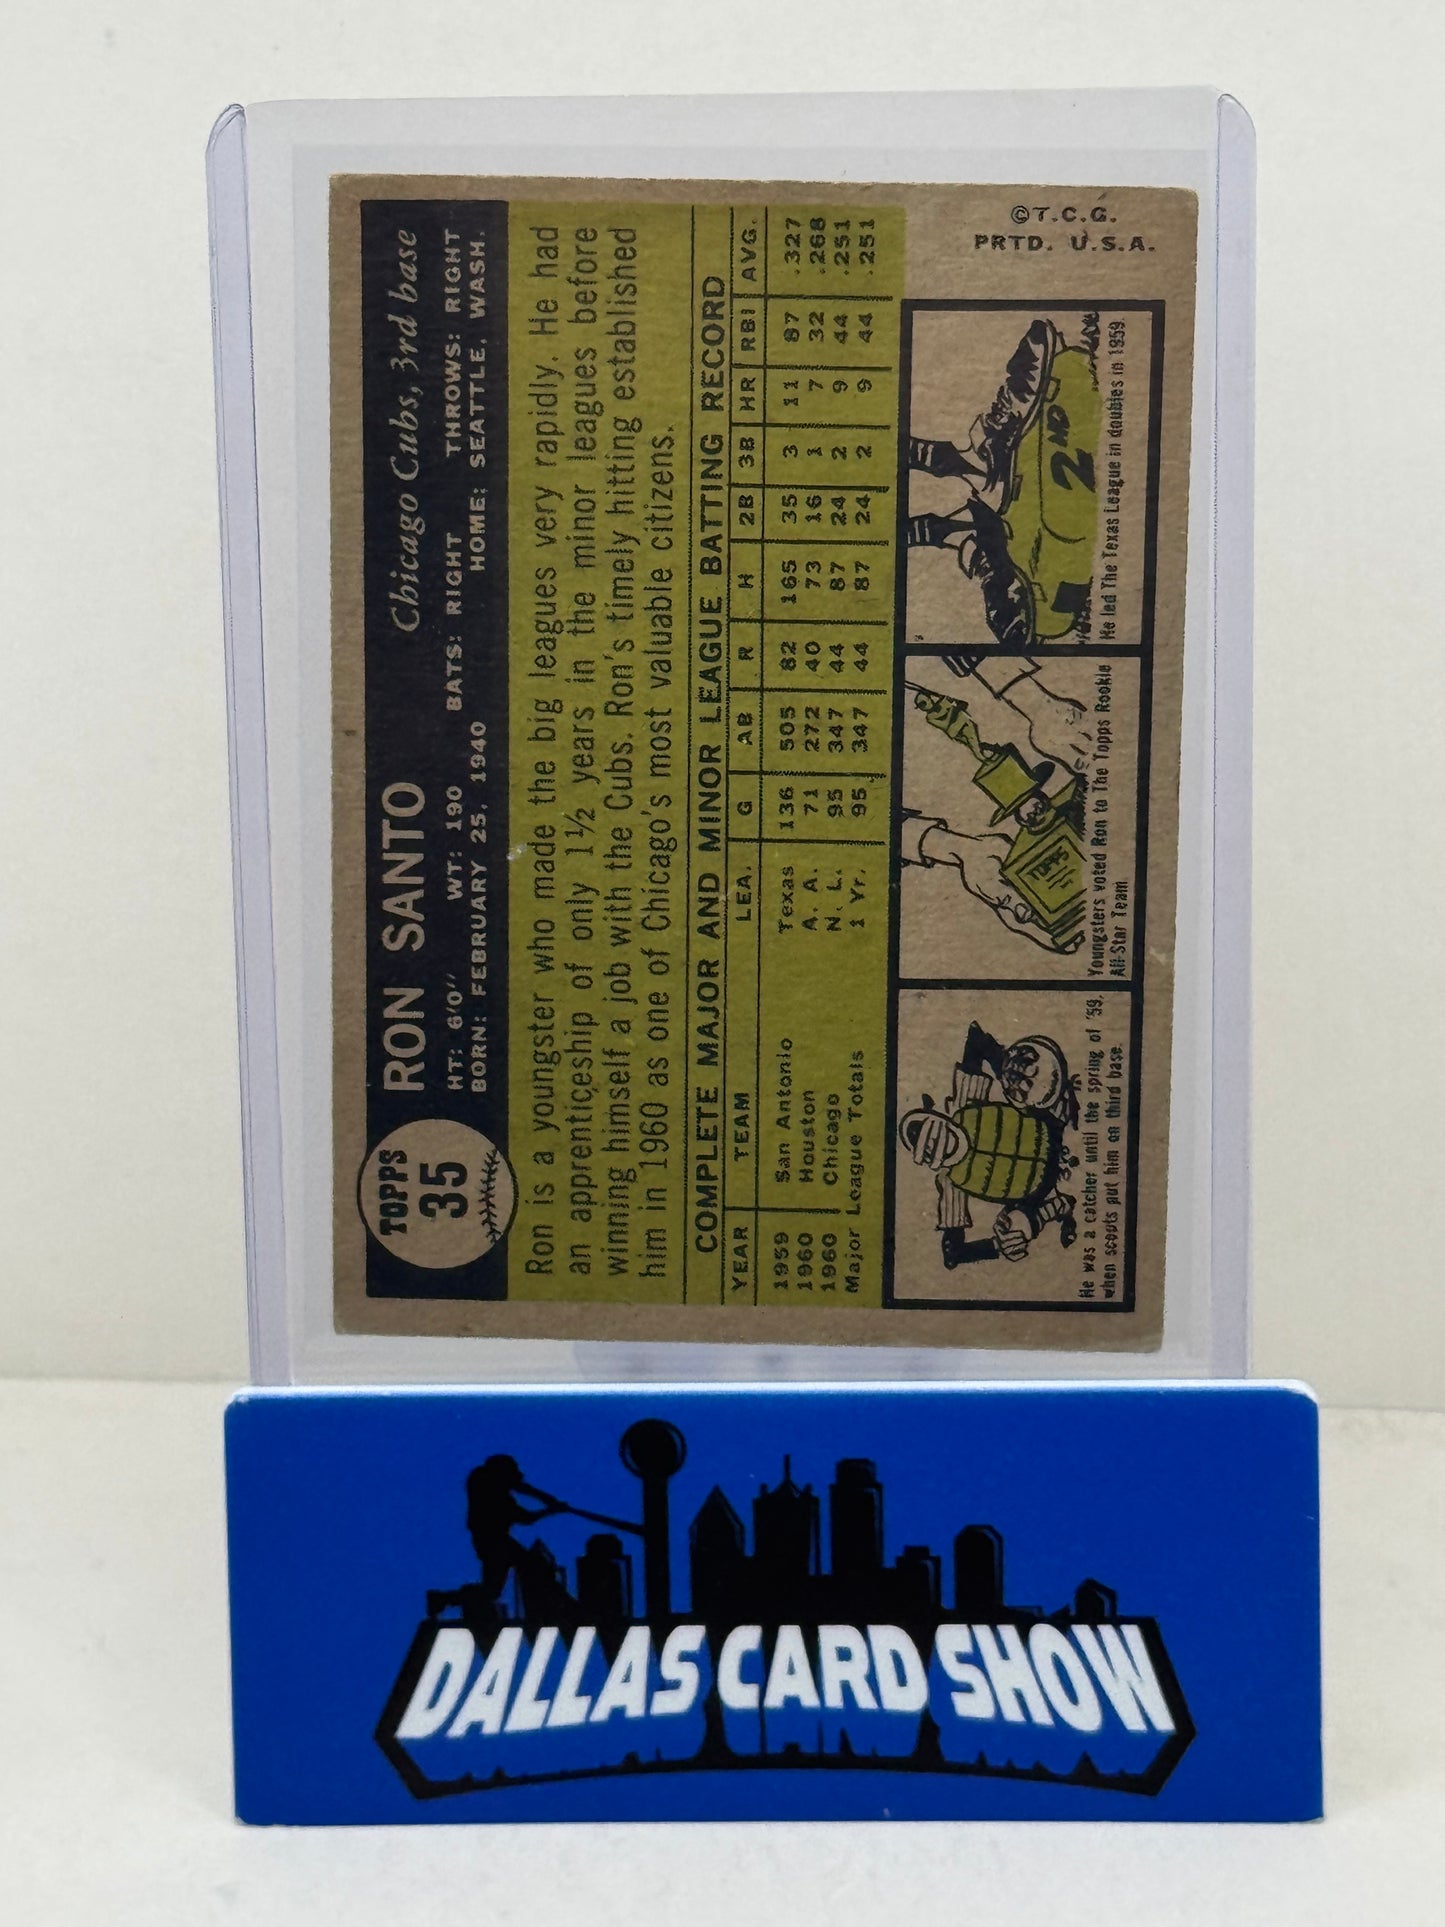 TOPPS
35
RON SANTO
Chicago Cubs, 3rd base
HT: 6'0" WT: 190 BATS: RIGHT THROWS: RIGHT
BORN: FEBRUARY 25, 1940 HOME: SEATTLE, WASH.
Ron is a youngster who made the big leagues very rapidly. He had
an apprenticeship of only 1½ years in the minor leagues before
winning himself a job with the Cubs. Ron's timely hitting established
him in 1960 as one of Chicago's most valuable citizens.
COMPLETE MAJOR AND MINOR LEAGUE BATTING RECORD
YEAR TEAM LEA. G AB R H 2B 3B HR RBI AVG.
1959 San Antonio Texas 136 505 82 165 35 3 11 87 .327
1960 Houston A. A. 71 272 40 73 16 1 7 32 .268
1960 Chicago N. L. 95 347 44 87 24 2 9 44 .251
Major League Totals 1 Yr. 95 347 44 87 24 2 9 44 .251
He was a catcher until the spring of '59,
when scouts put him on third base.
Youngsters voted Ron to The Topps Rookie
All-Star Team
2ND
He led The Texas League in doubles in 1959.
©T.C.G.
PRTD. U.S.A.
DALLAS CARD SHOW